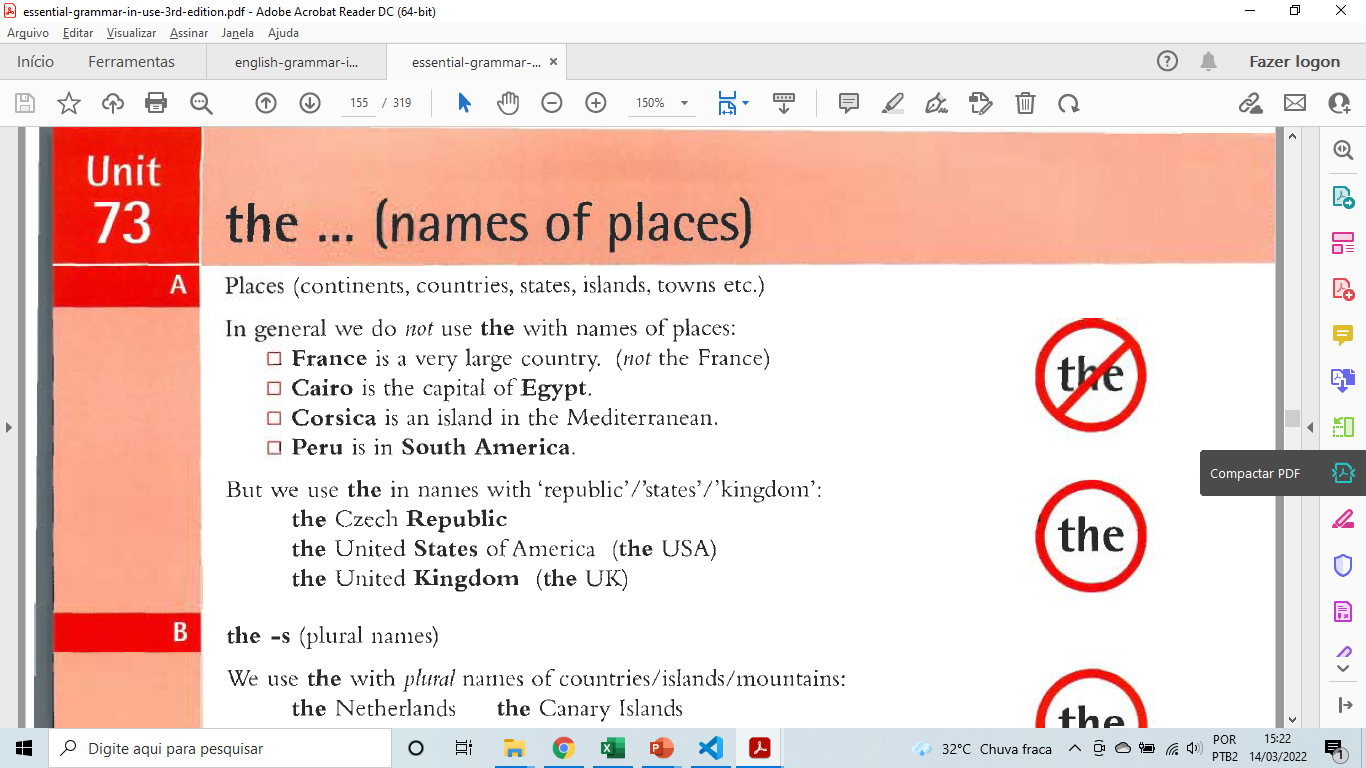 essential-grammar-in-use-3rd-edition.pdf - Adobe Acrobat Reader DC (64-bit)
Arquivo Editar Visualizar Assinar Janela Ajuda
Início Ferramentas english-grammar-i... essential-grammar-... Fazer logon
155 / 319 150%
Unit
73
the ... (names of places)
A
Places (continents, countries, states, islands, towns etc.)
In general we do not use the with names of places:
France is a very large country. (not the France)
Cairo is the capital of Egypt.
Corsica is an island in the Mediterranean.
Peru is in South America.
the
Compactar PDF
But we use the in names with ‘republic’/’states’/’kingdom’:
the Czech Republic
the United States of America (the USA)
the United Kingdom (the UK)
the
B
the -s (plural names)
We use the with plural names of countries/islands/mountains:
the Netherlands the Canary Islands
the
Digite aqui para pesquisar
32°C Chuva fraca
POR
PTB2
15:22
14/03/2022
1